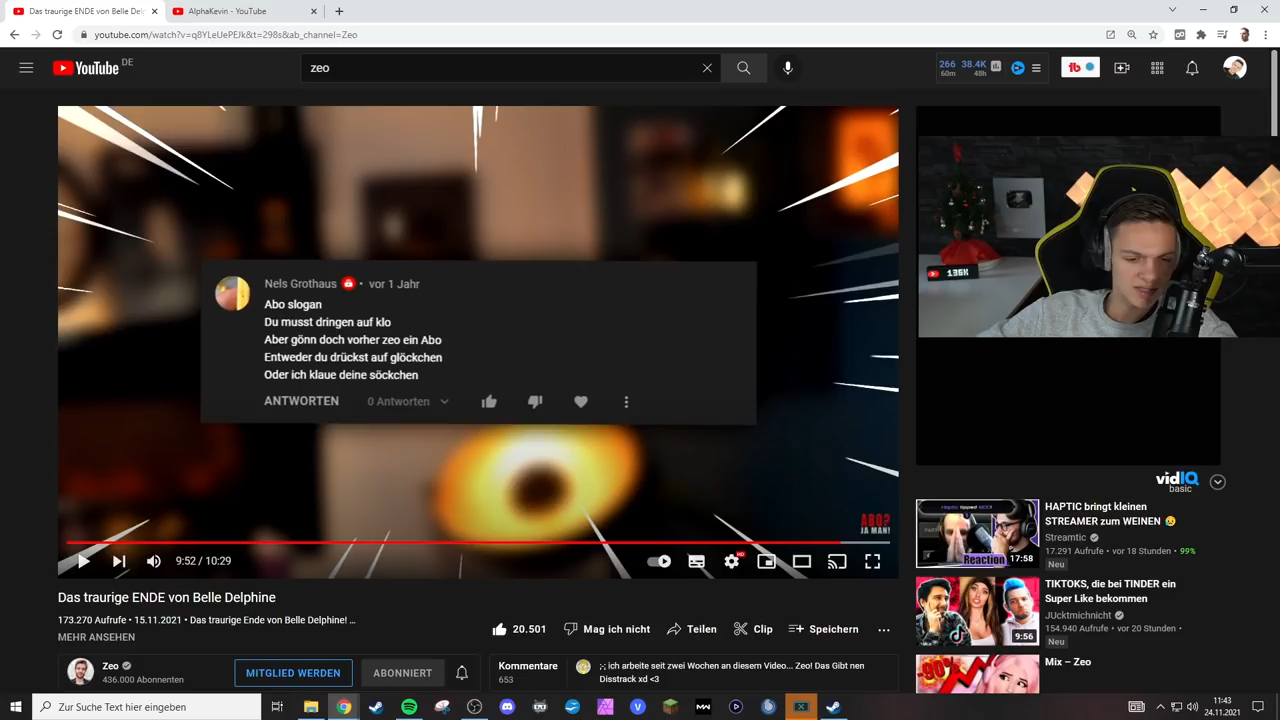 Das traurige ENDE von Belle Delp
AlphaKevin - YouTube
youtube.com/watch?v=q8YLeUePEJk&t=298s&ab_channel=Zeo
YouTube DE
zeo
266 38.4K
60m 48h
136K
Nels Grothaus • vor 1 Jahr
Abo slogan
Du musst dringen auf klo
Aber gönn doch vorher zeo ein Abo
Entweder du drückst auf glöckchen
Oder ich klaue deine söckchen
ANTWORTEN 0 Antworten
ABO?
JA MAN!
9:52 / 10:29
HD
vidIQ
basic
Das traurige ENDE von Belle Delphine
173.270 Aufrufe • 15.11.2021 • Das traurige Ende von Belle Delphine! ...
MEHR ANSEHEN
20.501 Mag ich nicht Teilen Clip Speichern
Zeo
436.000 Abonnenten
MITGLIED WERDEN
ABONNIERT
Kommentare
653
;-; ich arbeite seit zwei Wochen an diesem Video... Zeo! Das Gibt nen
Disstrack xd <3
Reaction
17:58
HAPTIC bringt kleinen
STREAMER zum WEINEN 😥
Streamtic
17.291 Aufrufe • vor 18 Stunden • 99%
Neu
9:56
TIKTOKS, die bei TINDER ein
Super Like bekommen
JUcktmichnicht
154.940 Aufrufe • vor 20 Stunden •
Neu
-90%
Mix – Zeo
Zur Suche Text hier eingeben
11:43
24.11.2021